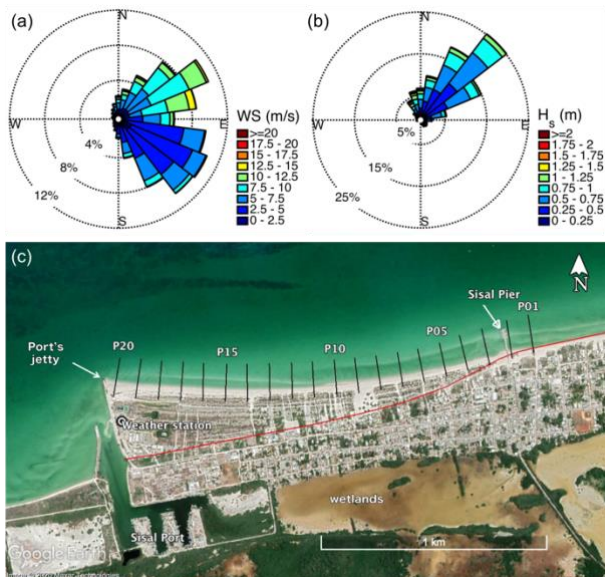 (a)
N
W
E
S
4%
8%
12%
WS (m/s)
>=20
17.5 - 20
15 - 17.5
12.5 - 15
10 - 12.5
7.5 - 10
5 - 7.5
2.5 - 5
0 - 2.5
(b)
N
W
E
S
5%
15%
25%
Hs (m)
>=2
1.75 - 2
1.5 - 1.75
1.25 - 1.5
1 - 1.25
0.75 - 1
0.5 - 0.75
0.25 - 0.5
0 - 0.25
(c)
N
Sisal Pier
P01
P05
P10
P15
P20
Port's
jetty
Weather station
wetlands
Sisal Port
1 km
Google Earth